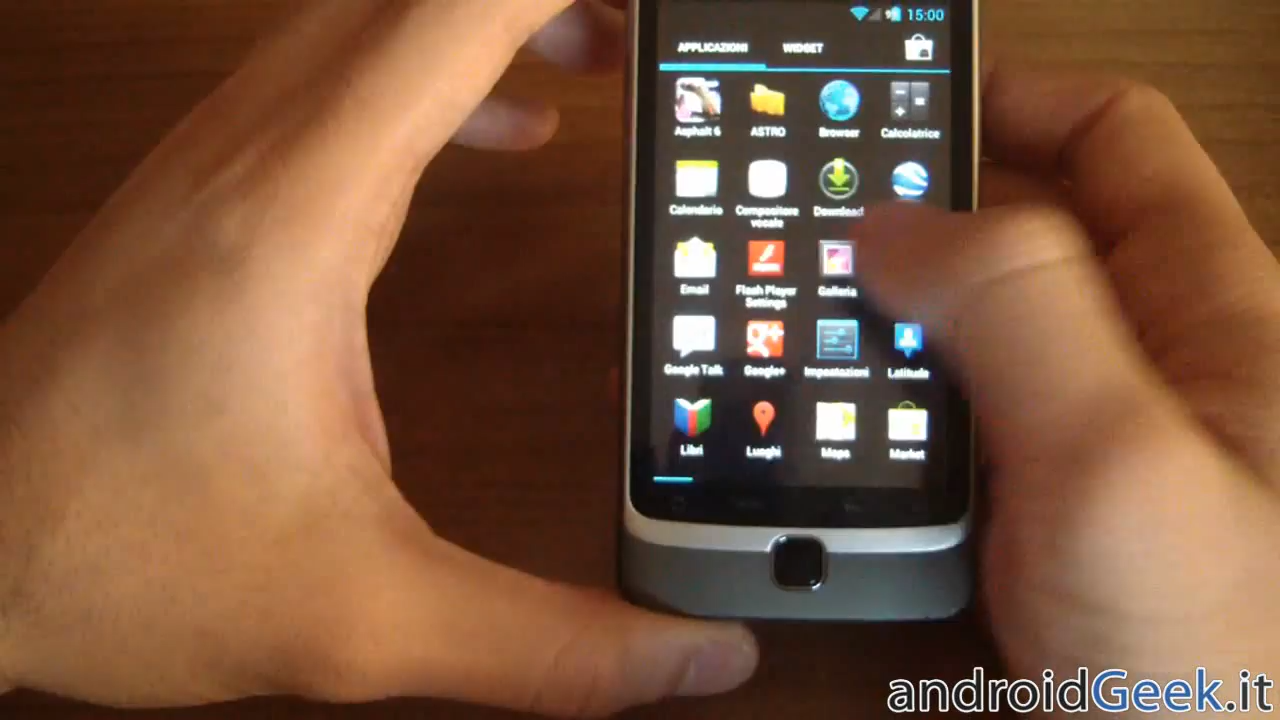 15:00
APPLICAZIONI WIDGET
Asphalt 6 ASTRO Browser Calcolatrice
Calendario Compositore vocale Download
Email Flash Player Settings Galleria
Google Talk Google+ Impostazioni Latitude
Libri Luoghi Maps Market
androidGeek.it